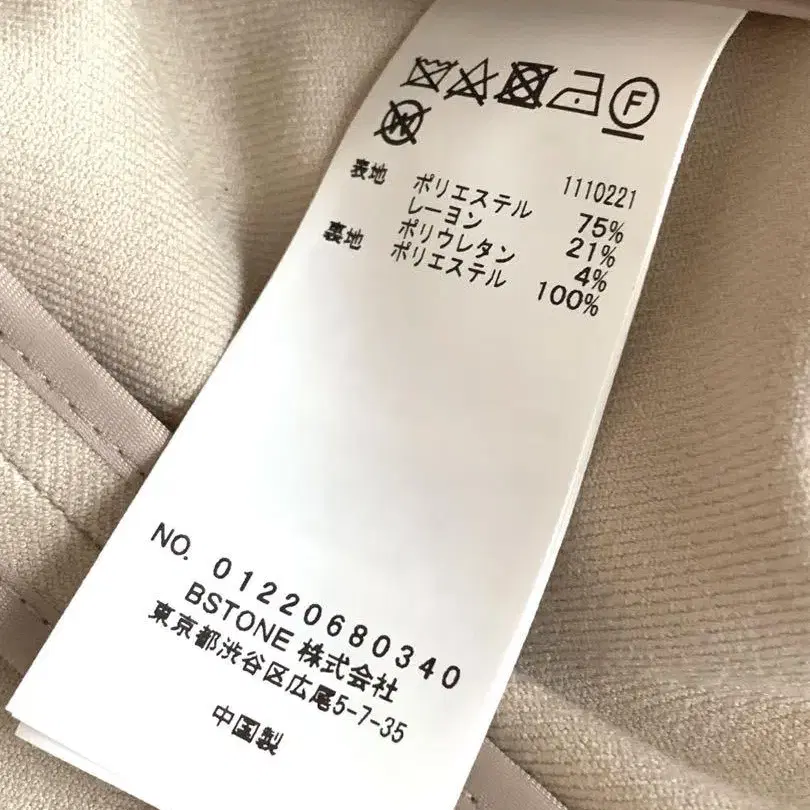 F
1110221
表地 ポリエステル 75%
レーヨン 21%
ポリウレタン 4%
裏地 ポリエステル 100%
NO. 01220680340
BSTONE 株式会社
東京都渋谷区広尾5-7-35
中国製